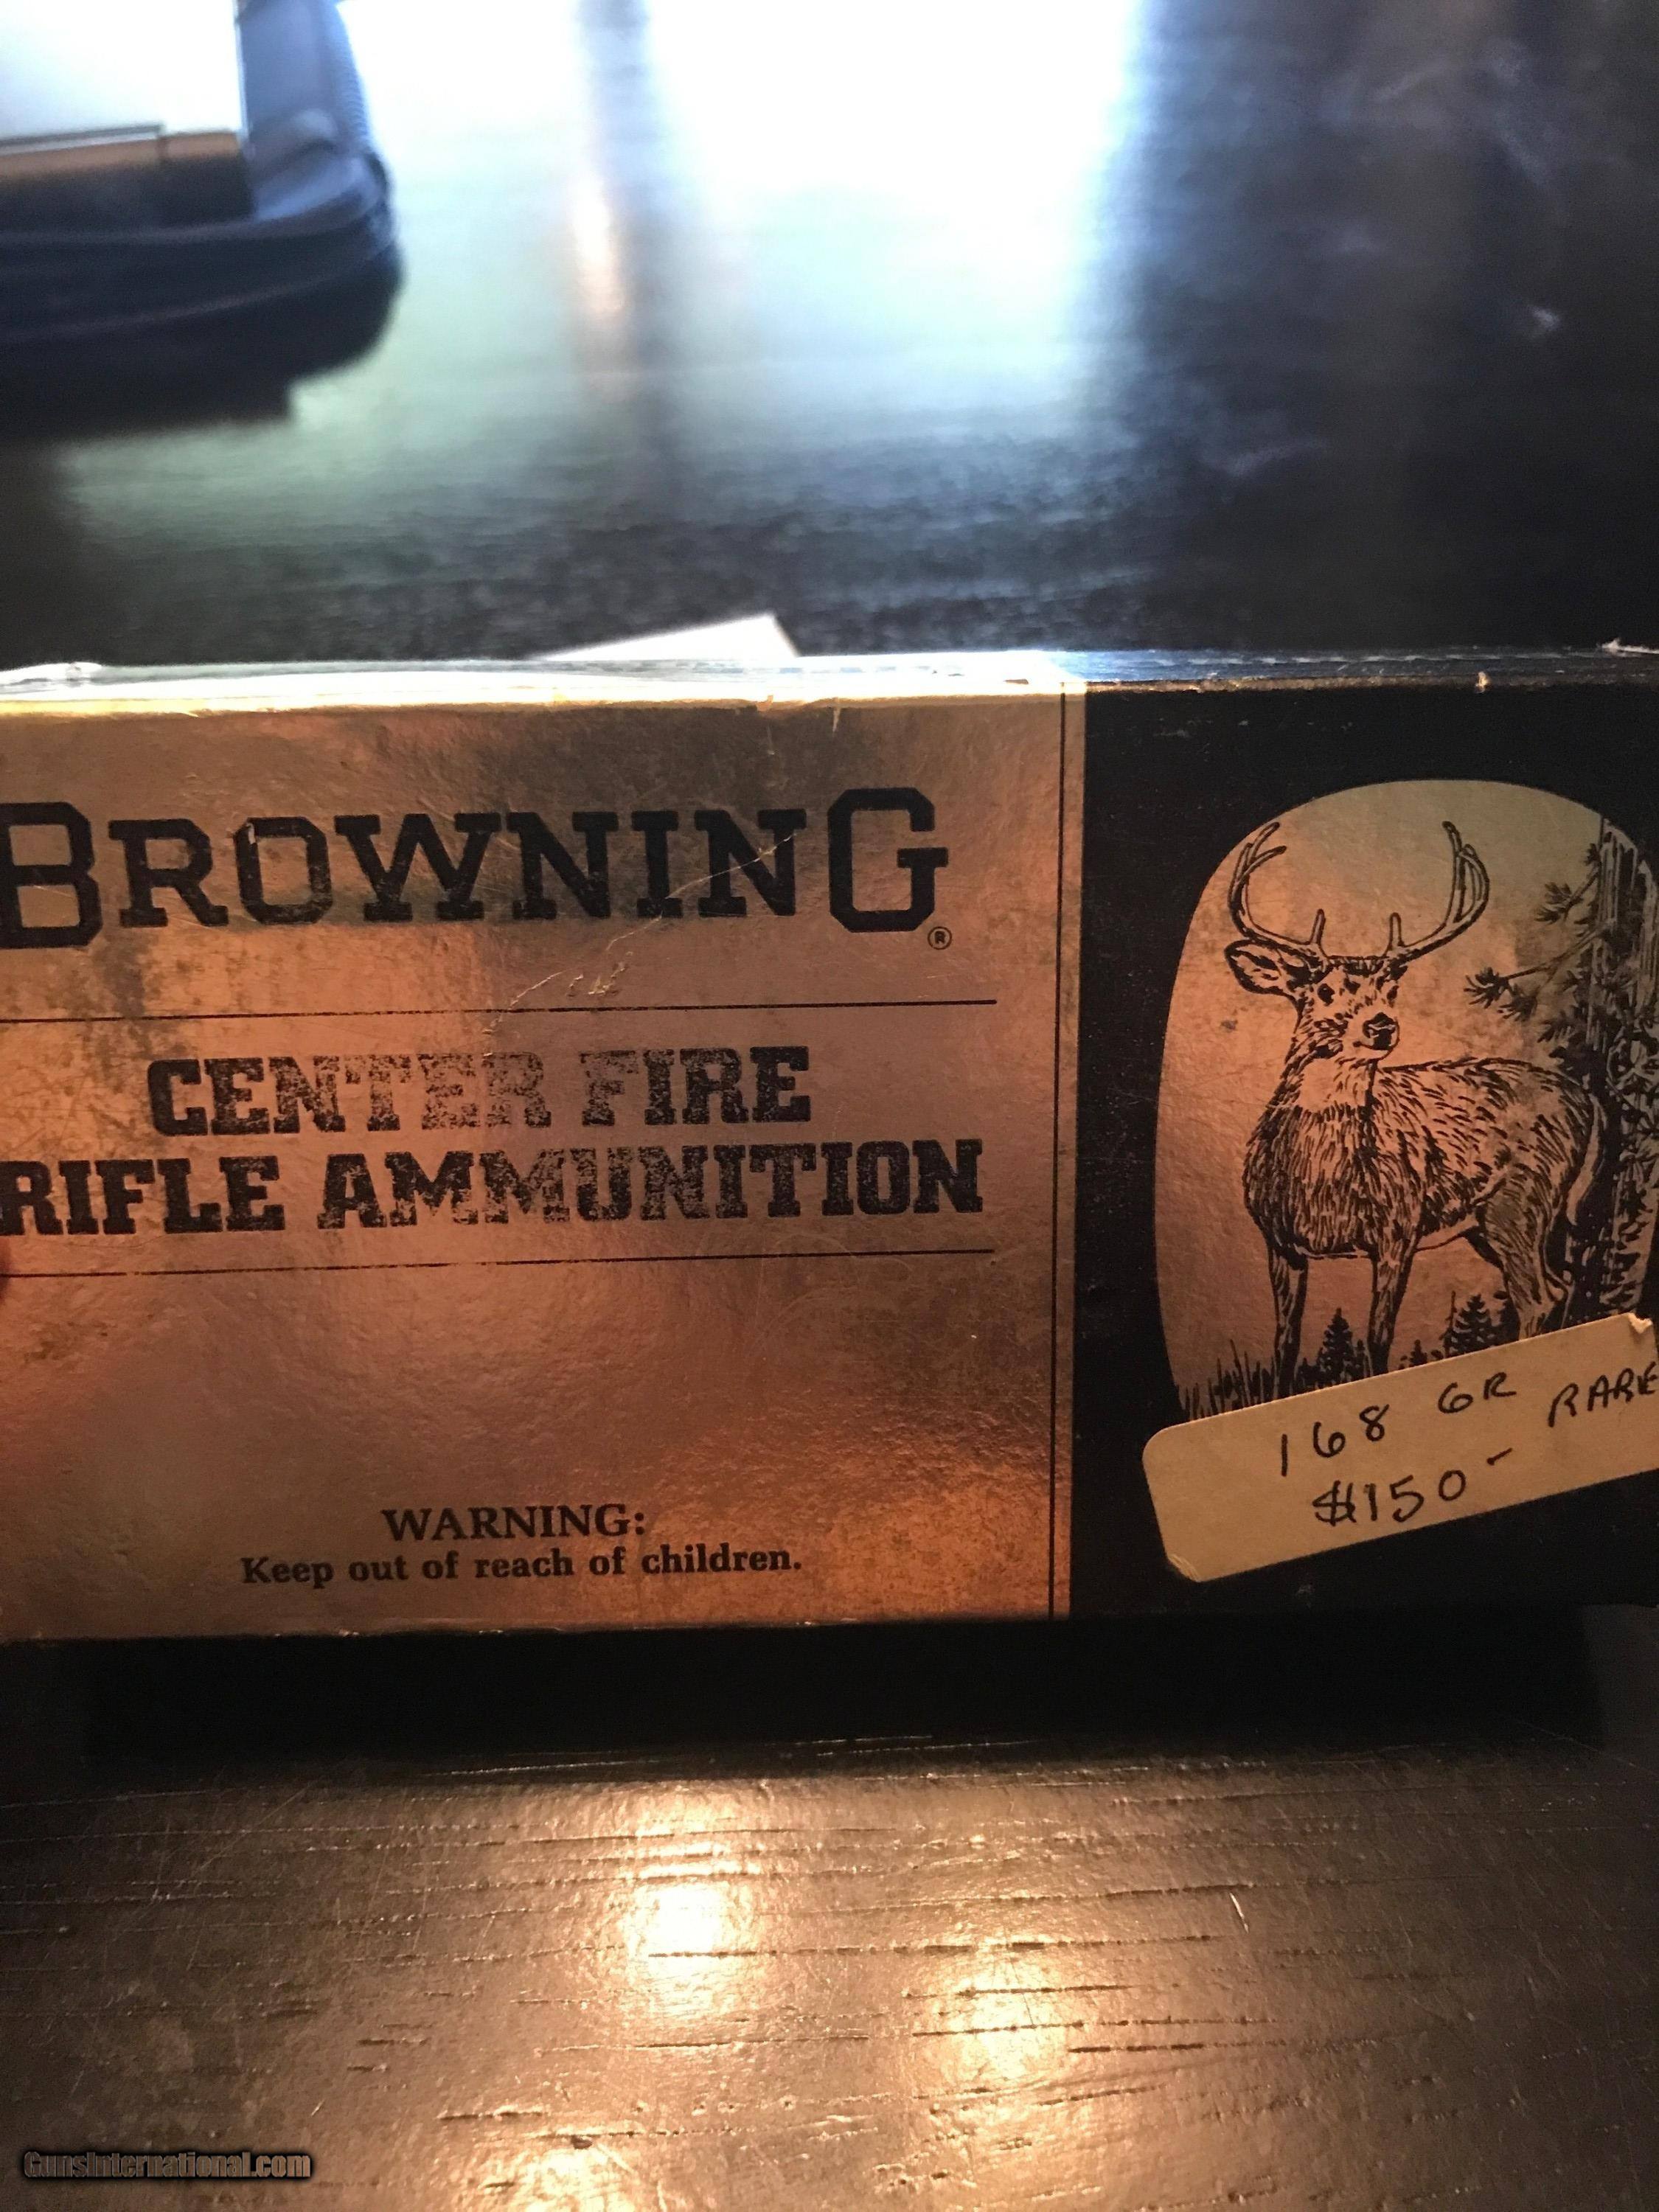 BROWNING®
CENTER FIRE
RIFLE AMMUNITION
WARNING:
Keep out of reach of children.
168 GR RARE
$150-
GunsInternational.com